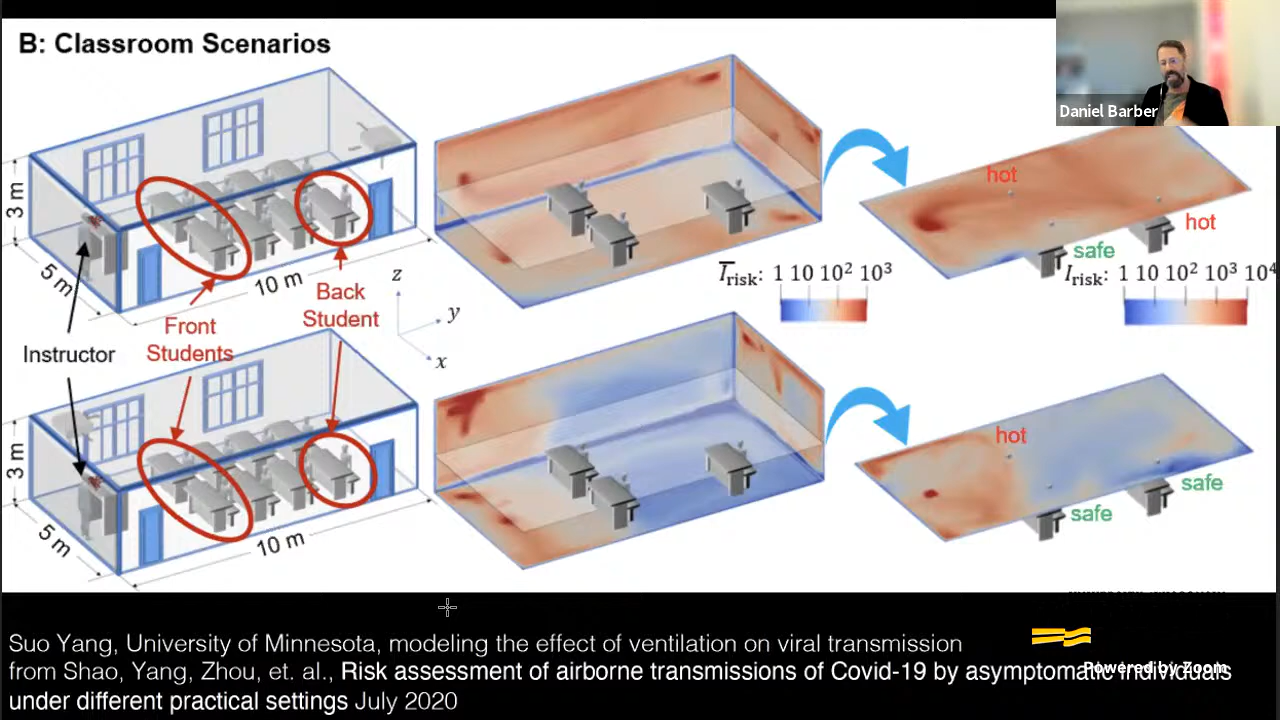 B: Classroom Scenarios
Daniel Barber
3 m
5 m
10 m
Instructor
Front
Students
Back
Student
z
y
x
hot
hot
safe
I̅risk: 1 10 10² 10³
Irisk: 1 10 10² 10³ 10⁴
3 m
5 m
10 m
hot
safe
safe
Suo Yang, University of Minnesota, modeling the effect of ventilation on viral transmission
from Shao, Yang, Zhou, et. al., Risk assessment of airborne transmissions of Covid-19 by asymptomatic individuals
under different practical settings July 2020
Powered by Zoom